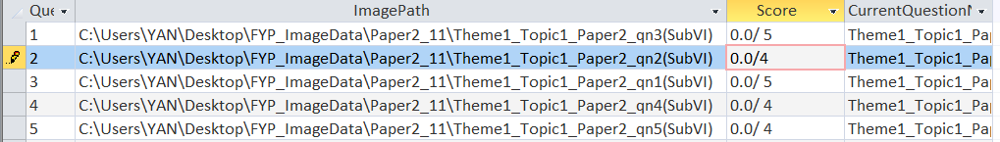 Que ImagePath Score CurrentQuestionN
1 C:\Users\YAN\Desktop\FYP_ImageData\Paper2_11\Theme1_Topic1_Paper2_qn3(SubVI) 0.0/ 5 Theme1_Topic1_Pa
2 C:\Users\YAN\Desktop\FYP_ImageData\Paper2_11\Theme1_Topic1_Paper2_qn2(SubVI) 0.0/4 Theme1_Topic1_Pa
3 C:\Users\YAN\Desktop\FYP_ImageData\Paper2_11\Theme1_Topic1_Paper2_qn1(SubVI) 0.0/ 5 Theme1_Topic1_Pa
4 C:\Users\YAN\Desktop\FYP_ImageData\Paper2_11\Theme1_Topic1_Paper2_qn4(SubVI) 0.0/ 4 Theme1_Topic1_Pa
5 C:\Users\YAN\Desktop\FYP_ImageData\Paper2_11\Theme1_Topic1_Paper2_qn5(SubVI) 0.0/ 4 Theme1_Topic1_Pa